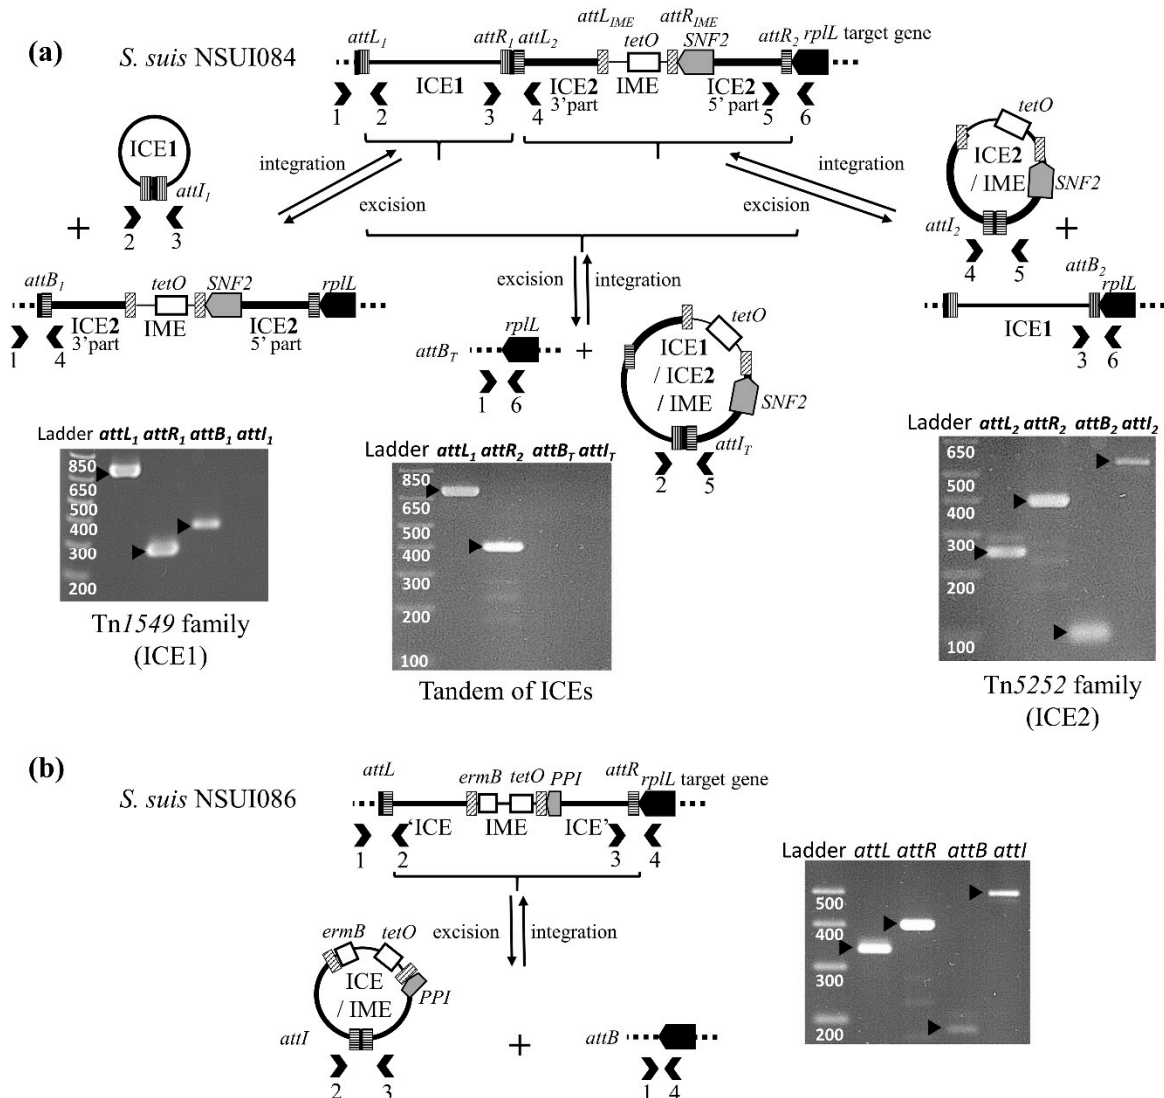 (a)
S. suis NSUI084
attL1
attR1 attL2
attLIME
attRIME
tetO
SNF2
attR2
rplL target gene
ICE1
ICE2
3'part
IME
ICE2
5' part
1
2
3
4
5
6
ICE1
attI1
2
3
+
integration
excision
integration
excision
tetO
ICE2
/ IME
SNF2
attI2
4
5
+
attB1
tetO
SNF2
rplL
ICE2
3'part
IME
ICE2
5' part
1
4
excision
integration
rplL
attBT
+
1
6
tetO
ICE1
/ ICE2
/ IME
SNF2
attIT
2
5
attB2
rplL
ICE1
3
6
Ladder attL1 attR1 attB1 attI1
850
650
500
400
300
200
Tn1549 family
(ICE1)
Ladder attL1 attR2 attBT attIT
850
650
500
400
300
200
100
Tandem of ICEs
attL2 attR2 attB2 attI2
650
500
400
300
200
100
Tn5252 family
(ICE2)
(b)
S. suis NSUI086
attL
ermB
tetO
PPI
attR
rplL target gene
'ICE
IME
ICE'
1
2
3
4
excision
integration
ermB
tetO
ICE
/ IME
PPI
attI
2
3
+
attB
1
4
Ladder attL attR attB attI
500
400
300
200